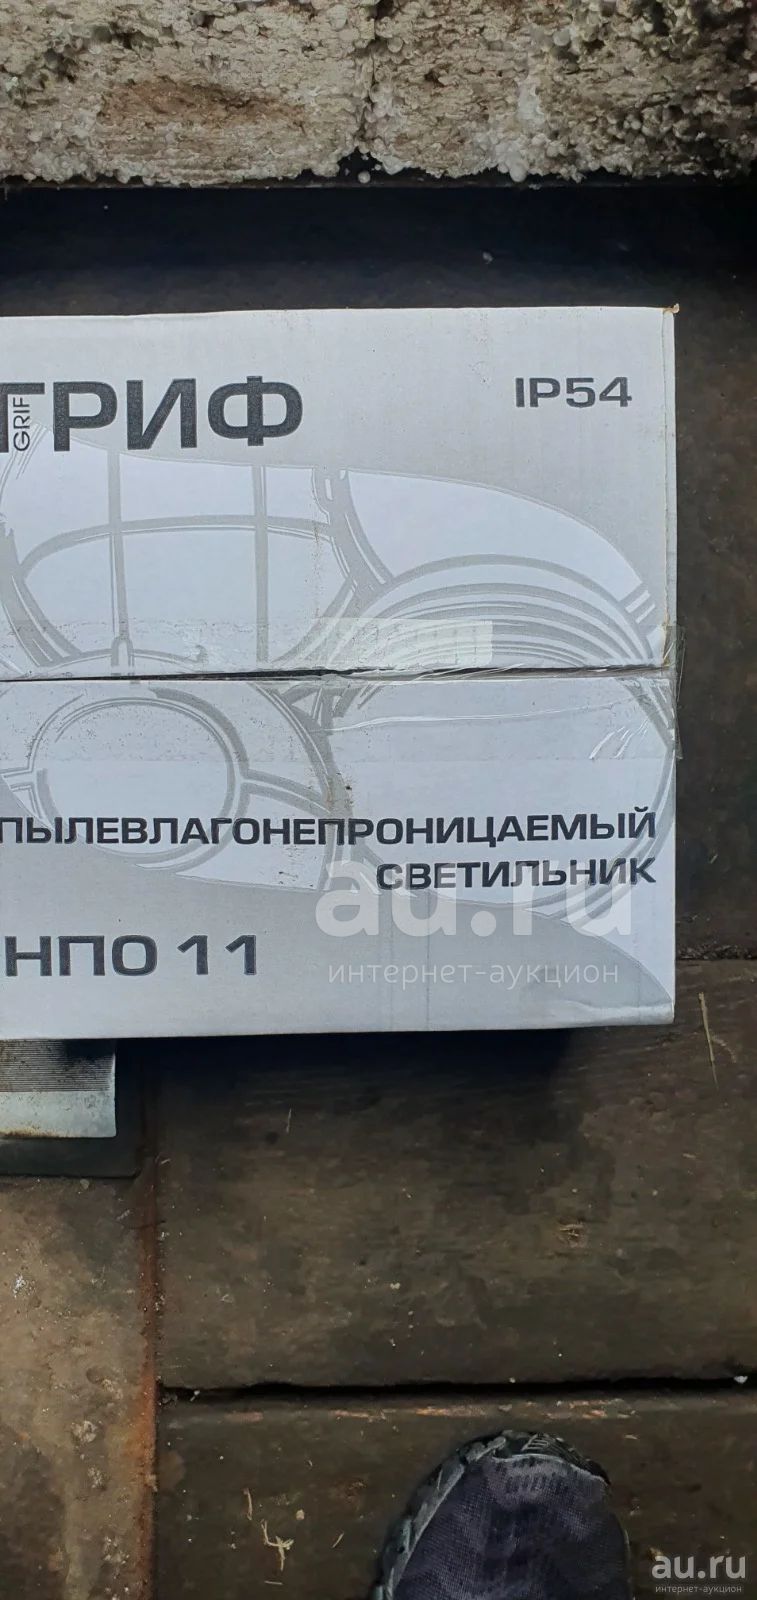 ГРИФ
GRIF
IP54
ПЫЛЕВЛАГОНЕПРОНИЦАЕМЫЙ
СВЕТИЛЬНИК
НПО 11
au.ru
интернет-аукцион
au.ru
интернет-аукцион